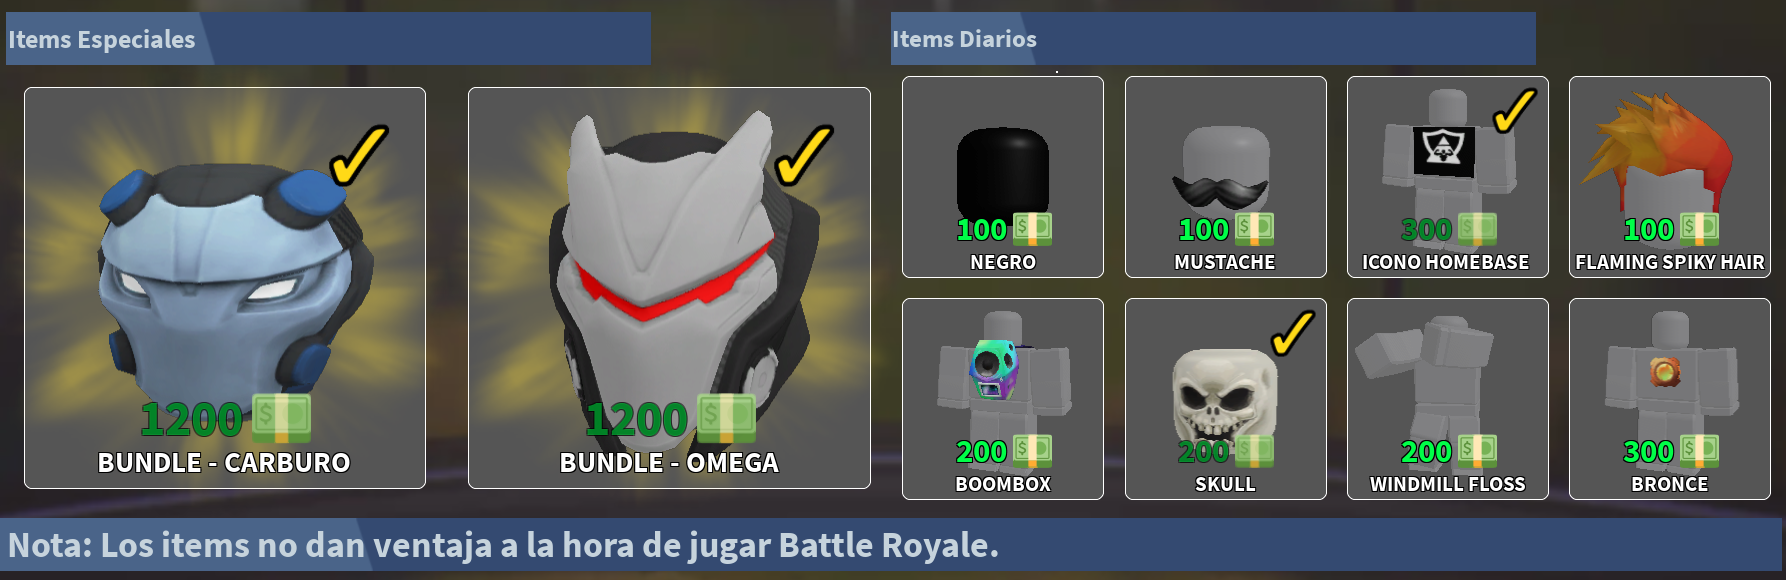 Items Especiales
1200
BUNDLE - CARBURO
1200
BUNDLE - OMEGA
Items Diarios
100
NEGRO
100
MUSTACHE
300
ICONO HOMEBASE
100
FLAMING SPIKY HAIR
200
BOOMBOX
200
SKULL
200
WINDMILL FLOSS
300
BRONCE
Nota: Los items no dan ventaja a la hora de jugar Battle Royale.